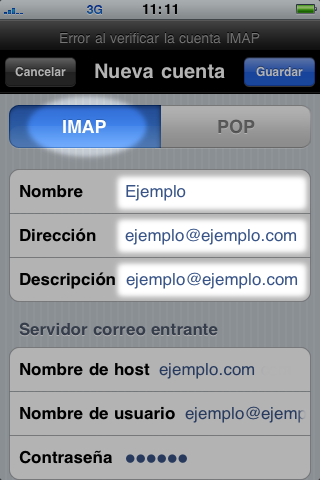 3G 11:11
Error al verificar la cuenta IMAP
Cancelar Nueva cuenta Guardar
IMAP POP
Nombre Ejemplo
Dirección ejemplo@ejemplo.com
Descripción ejemplo@ejemplo.com
Servidor correo entrante
Nombre de host ejemplo.com
Nombre de usuario ejemplo@ejemp
Contraseña ●●●●●●